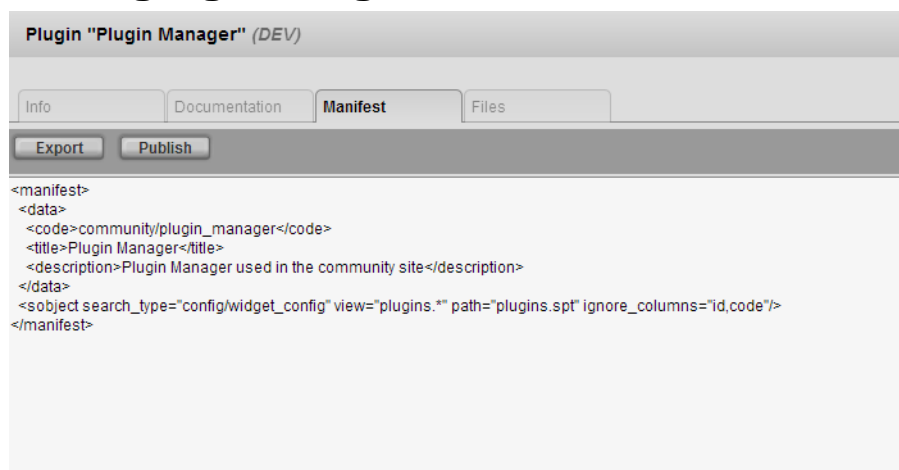 Plugin "Plugin Manager" (DEV)
Info Documentation Manifest Files
Export Publish
<manifest>
<data>
<code>community/plugin_manager</code>
<title>Plugin Manager</title>
<description>Plugin Manager used in the community site</description>
</data>
<sobject search_type="config/widget_config" view="plugins.*" path="plugins.spt" ignore_columns="id,code"/>
</manifest>